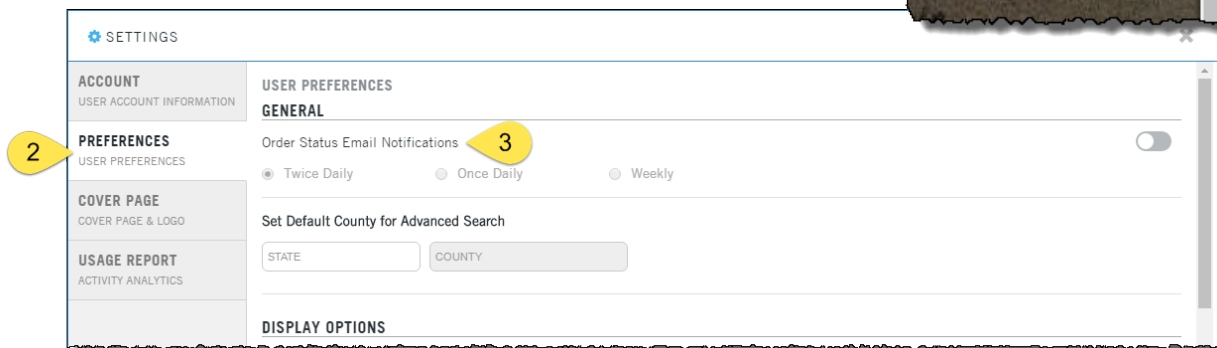 SETTINGS
ACCOUNT
USER ACCOUNT INFORMATION
2
PREFERENCES
USER PREFERENCES
COVER PAGE
COVER PAGE & LOGO
USAGE REPORT
ACTIVITY ANALYTICS
USER PREFERENCES
GENERAL
Order Status Email Notifications
3
Twice Daily
Once Daily
Weekly
Set Default County for Advanced Search
STATE
COUNTY
DISPLAY OPTIONS